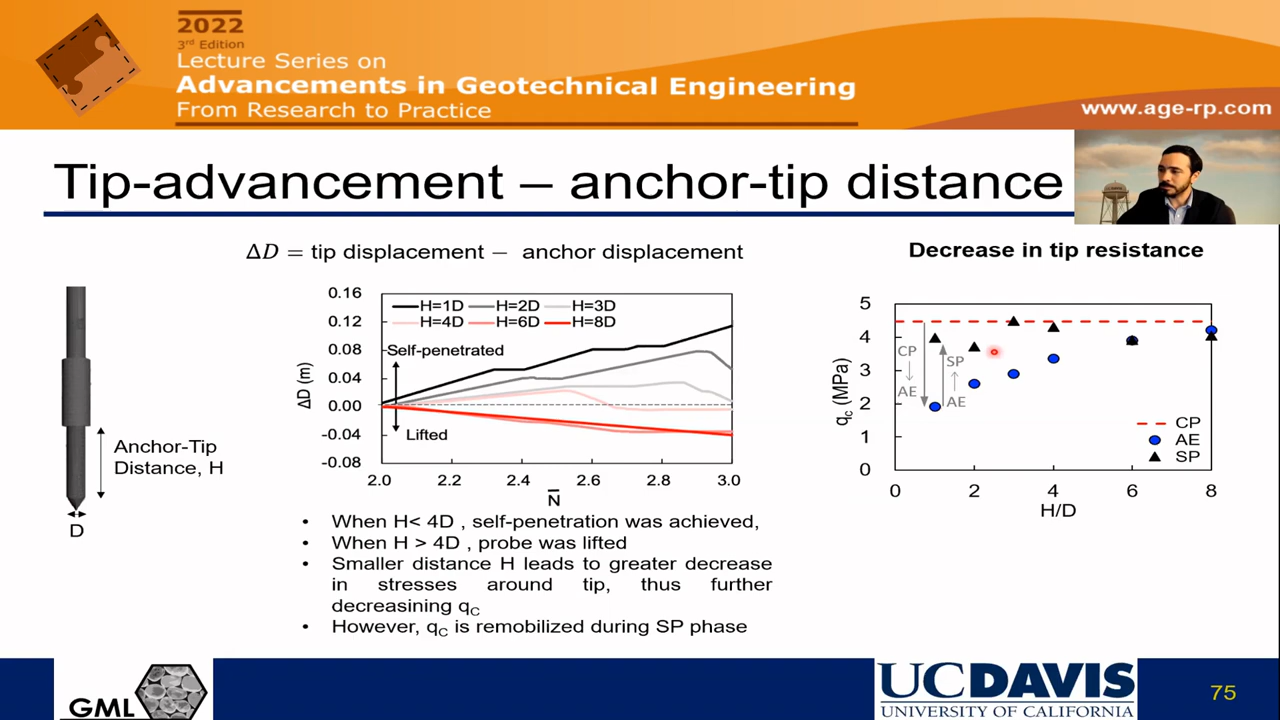 2022
3rd Edition
Lecture Series on
Advancements in Geotechnical Engineering
From Research to Practice
www.age-rp.com
Tip-advancement – anchor-tip distance
ΔD = tip displacement − anchor displacement
Decrease in tip resistance
0.16
0.12
0.08
0.04
0.00
-0.04
-0.08
ΔD (m)
H=1D H=2D H=3D
H=4D H=6D H=8D
Self-penetrated
Lifted
2.0 2.2 2.4 2.6 2.8 3.0
N̅
Anchor-Tip
Distance, H
D
5
4
3
2
1
0
qc (MPa)
CP
↓
AE
SP
↑
AE
CP
AE
SP
0 2 4 6 8
H/D
• When H< 4D , self-penetration was achieved,
• When H > 4D , probe was lifted
• Smaller distance H leads to greater decrease
in stresses around tip, thus further
decreasining qC
• However, qC is remobilized during SP phase
GML
UCDAVIS
UNIVERSITY OF CALIFORNIA
75